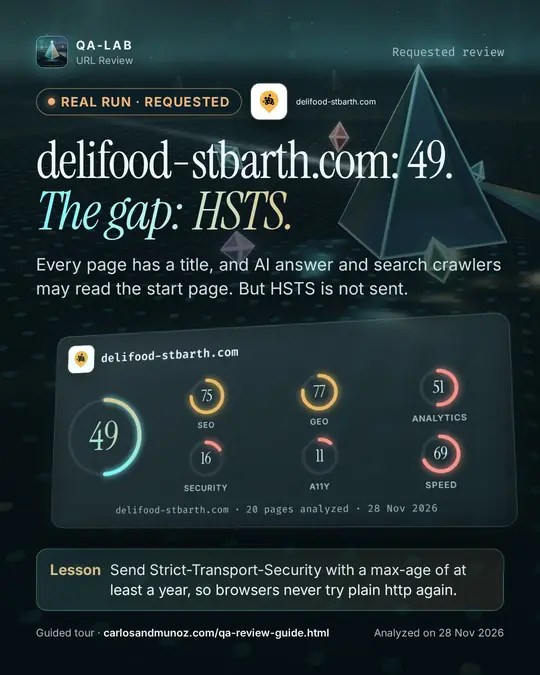 QA-LAB
URL Review
Requested review
REAL RUN · REQUESTED
delifood-stbarth.com
delifood-stbarth.com: 49.
The gap: HSTS.
Every page has a title, and AI answer and search crawlers
may read the start page. But HSTS is not sent.
delifood-stbarth.com
49
75
SEO
77
GEO
51
ANALYTICS
16
SECURITY
11
A11Y
69
SPEED
delifood-stbarth.com · 20 pages analyzed · 28 Nov 2026
Lesson Send Strict-Transport-Security with a max-age of at
least a year, so browsers never try plain http again.
Guided tour · carlosandmunoz.com/qa-review-guide.html
Analyzed on 28 Nov 2026